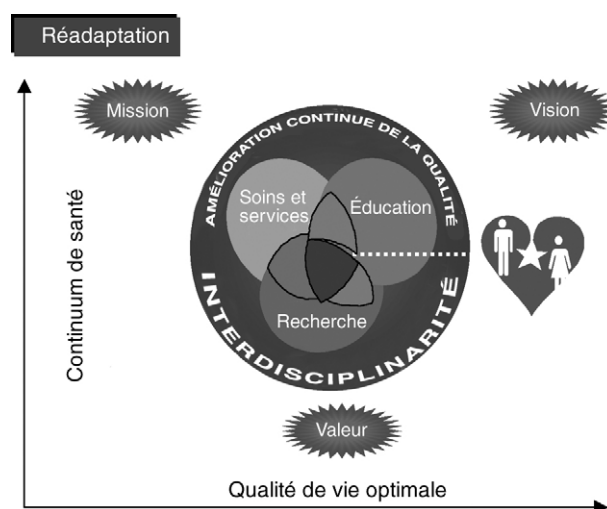 Réadaptation
Mission
Vision
AMÉLIORATION CONTINUE DE LA QUALITÉ
Soins et
services
Éducation
Recherche
INTERDISCIPLINARITÉ
Continuum de santé
Valeur
Qualité de vie optimale